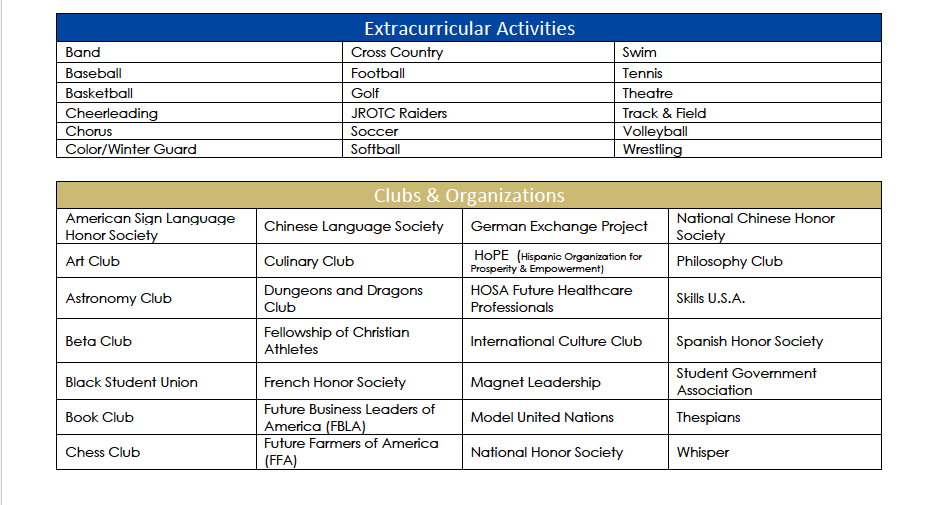 Extracurricular Activities
Band Cross Country Swim
Baseball Football Tennis
Basketball Golf Theatre
Cheerleading JROTC Raiders Track & Field
Chorus Soccer Volleyball
Color/Winter Guard Softball Wrestling
Clubs & Organizations
American Sign Language
Honor Society
Chinese Language Society
German Exchange Project
National Chinese Honor
Society
Art Club
Culinary Club
HoPE (Hispanic Organization for
Prosperity & Empowerment)
Philosophy Club
Astronomy Club
Dungeons and Dragons
Club
HOSA Future Healthcare
Professionals
Skills U.S.A.
Beta Club
Fellowship of Christian
Athletes
International Culture Club
Spanish Honor Society
Black Student Union
French Honor Society
Magnet Leadership
Student Government
Association
Book Club
Future Business Leaders of
America (FBLA)
Model United Nations
Thespians
Chess Club
Future Farmers of America
(FFA)
National Honor Society
Whisper